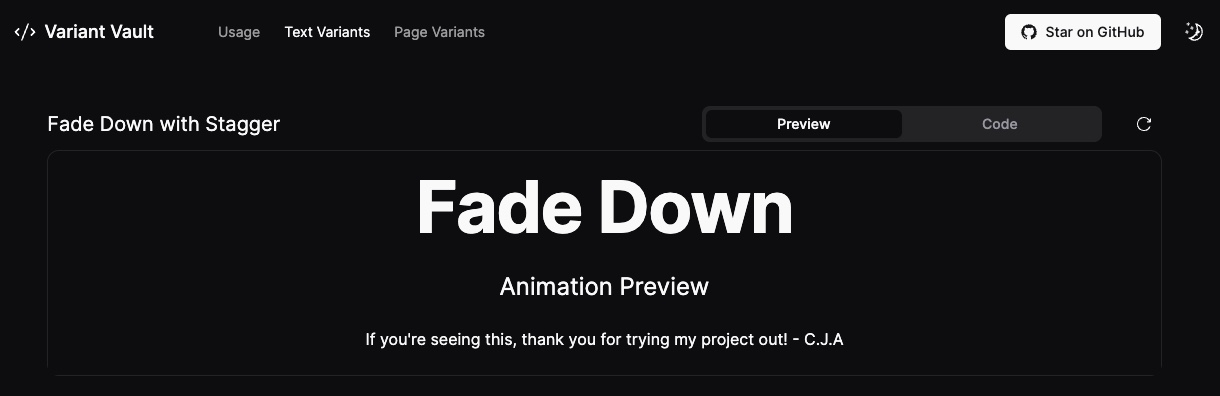 </> Variant Vault Usage Text Variants Page Variants Star on GitHub
Fade Down with Stagger Preview Code
Fade Down
Animation Preview
If you're seeing this, thank you for trying my project out! - C.J.A